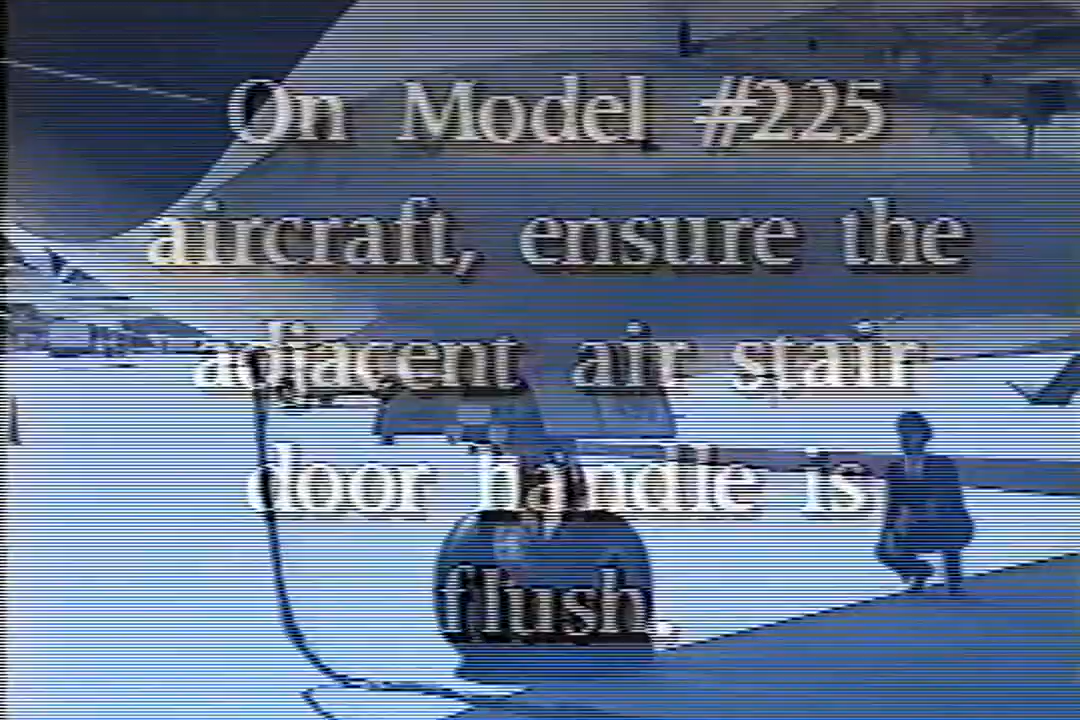 On Model #225
aircraft, ensure the
adjacent air stair
door handle is
flush.